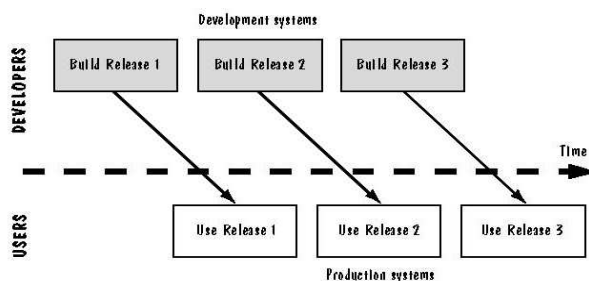 Development systems
DEVELOPERS
Build Release 1
Build Release 2
Build Release 3
Time
USERS
Use Release 1
Use Release 2
Use Release 3
Production systems